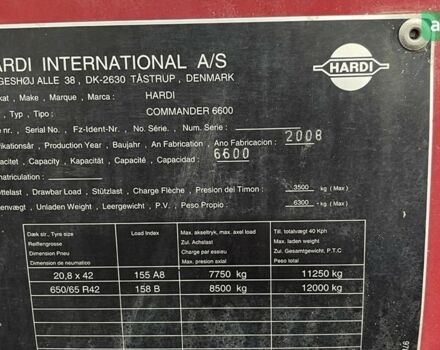 ARDI INTERNATIONAL A/S
GESHØJ ALLE 38 , DK-2630 TÅSTRUP , DENMARK
HARDI
kat , Make , Marque , Marca : HARDI
, Typ , Tipo : COMMANDER 6600
e nr. , Serial No. , Fz-Ident-Nr. , No. Série. , Num. Serie :
ikationsår , Production Year , Baujahr , An Fabrication , Ano Fabricacion : 2008
acitet , Capacity , Kapacität , Capacité , Capacidad : 6600
matriculation :
ttelast , Drawbar Load , Stützlast , Charge Flèche , Presion del Timon : 3500 - kg ( Max )
envægt , Unladen Weight , Leergewicht , P.V. , Peso Propio : 6300 - kg ( Max )
Dæk str., Tyre size Load Index Max. akseltryk, max. axel load Til. totalvægt 40 Kph
Reifengrosse Zul. Achslast Max. laden weight
Dimension Pneu Charge par essieu Zul. Gesamtgewicht, P.T.C
Dimension de neumatico Max. presion axial Peso total
20,8 x 42 155 A8 7750 kg 11250 kg
650/65 R42 158 B 8500 kg 12000 kg